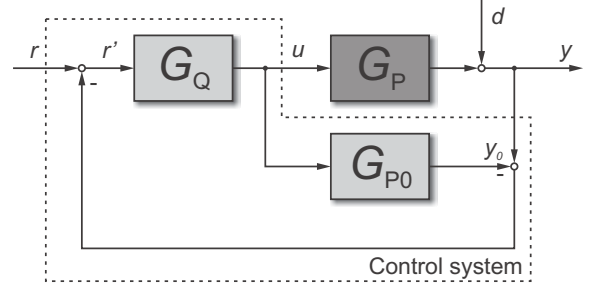 d
r
r'
G_Q
u
G_P
y
-
G_P0
y_0
-
Control system